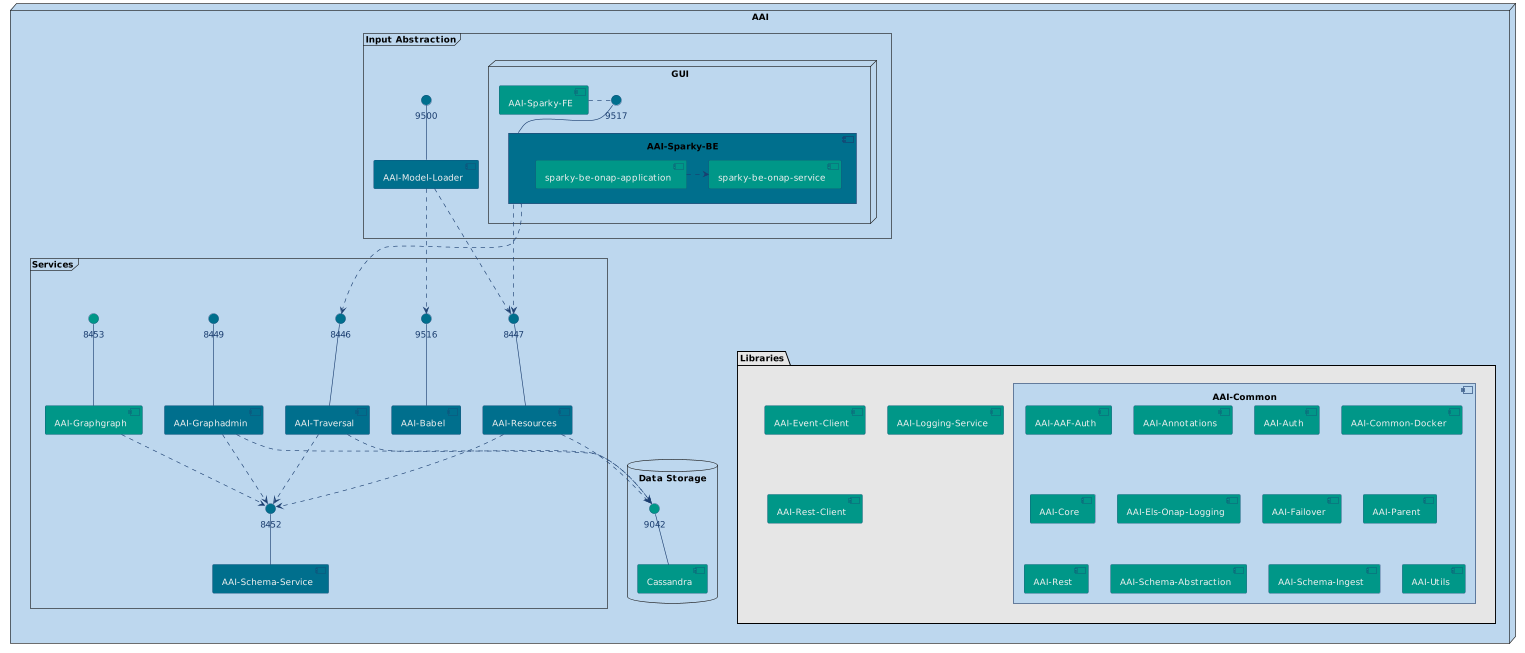 AAI
Input Abstraction
GUI
AAI-Sparky-FE
9500
9517
AAI-Sparky-BE
AAI-Model-Loader
sparky-be-onap-application
sparky-be-onap-service
Services
8453
8449
8446
9516
8447
AAI-Graphgraph
AAI-Graphadmin
AAI-Traversal
AAI-Babel
AAI-Resources
8452
AAI-Schema-Service
Data Storage
9042
Cassandra
Libraries
AAI-Event-Client
AAI-Logging-Service
AAI-Rest-Client
AAI-Common
AAI-AAF-Auth
AAI-Annotations
AAI-Auth
AAI-Common-Docker
AAI-Core
AAI-Els-Onap-Logging
AAI-Failover
AAI-Parent
AAI-Rest
AAI-Schema-Abstraction
AAI-Schema-Ingest
AAI-Utils